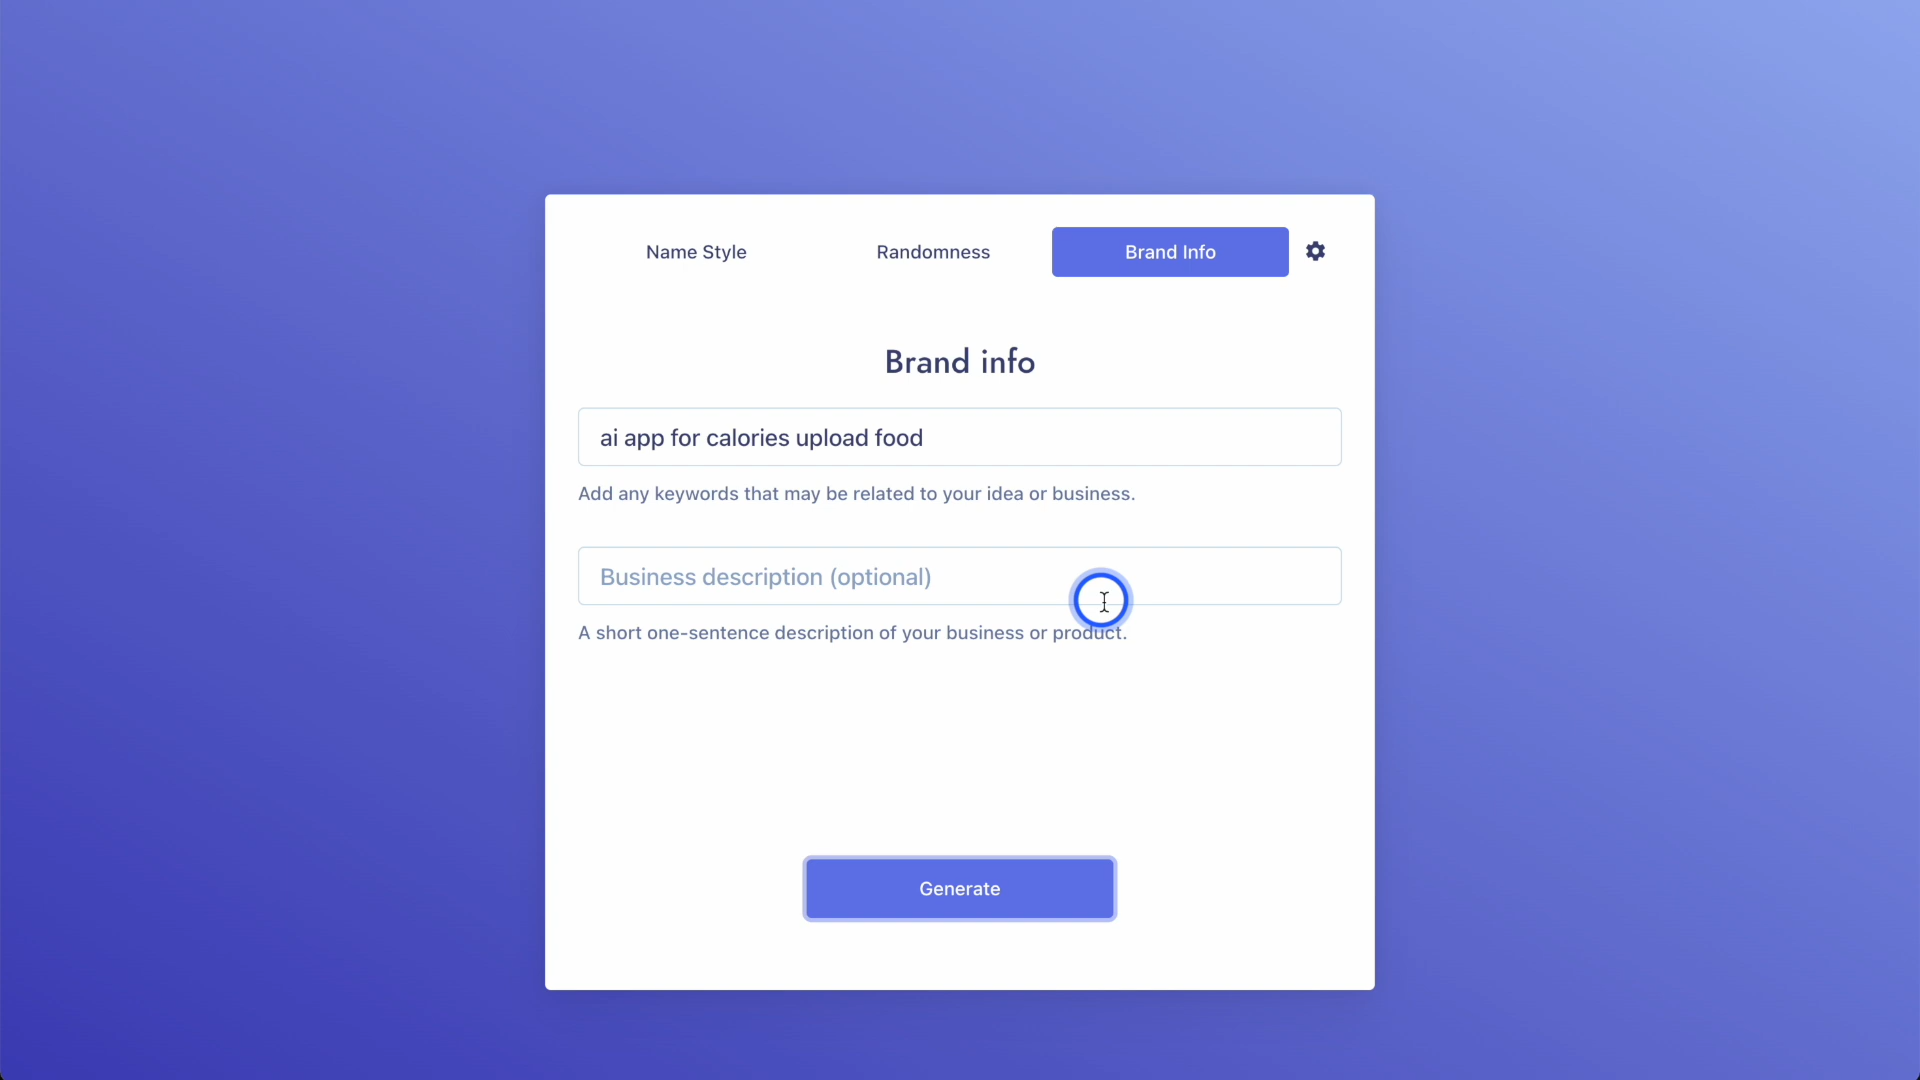 Name Style
Randomness
Brand Info
Brand info
ai app for calories upload food
Add any keywords that may be related to your idea or business.
Business description (optional)
A short one-sentence description of your business or product.
Generate